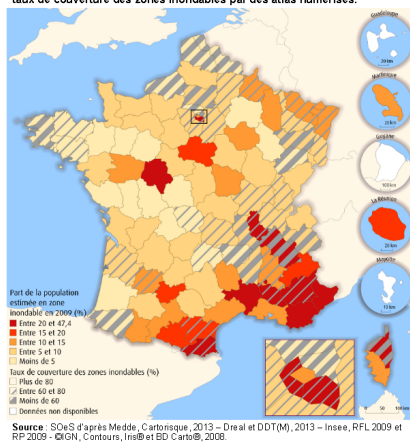 taux de couverture des zones inondables par des atlas numérisés.
Guadeloupe
20 km
Martinique
20 km
Guyane
100 km
La Réunion
20 km
Mayotte
10 km
Part de la population
estimée en zone
inondable en 2009 (%)
Entre 20 et 47,4
Entre 15 et 20
Entre 10 et 15
Entre 5 et 10
Moins de 5
Taux de couverture des zones inondables (%)
Plus de 80
Entre 60 et 80
Moins de 60
Données non disponibles
0 50 100 km
Source : SOeS d'après Medde, Cartorisque, 2013 – Dreal et DDT(M), 2013 – Insee, RFL 2009 et
RP 2009 - ©IGN, Contours, Iris® et BD Carto®, 2008.